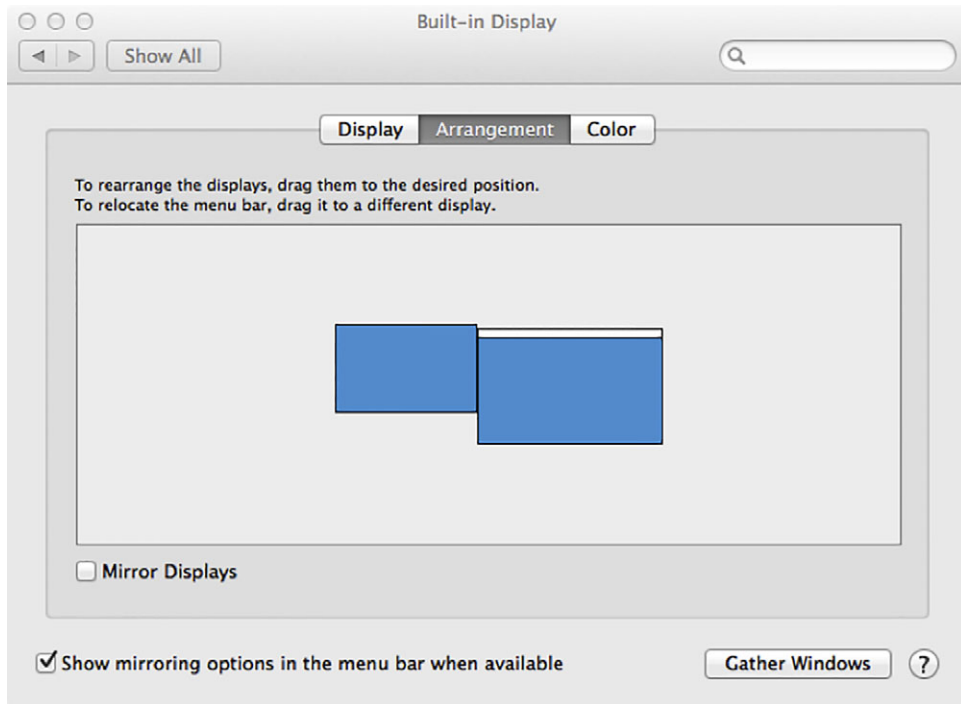 Built-in Display
Show All
Display Arrangement Color
To rearrange the displays, drag them to the desired position.
To relocate the menu bar, drag it to a different display.
Mirror Displays
Show mirroring options in the menu bar when available
Gather Windows ?